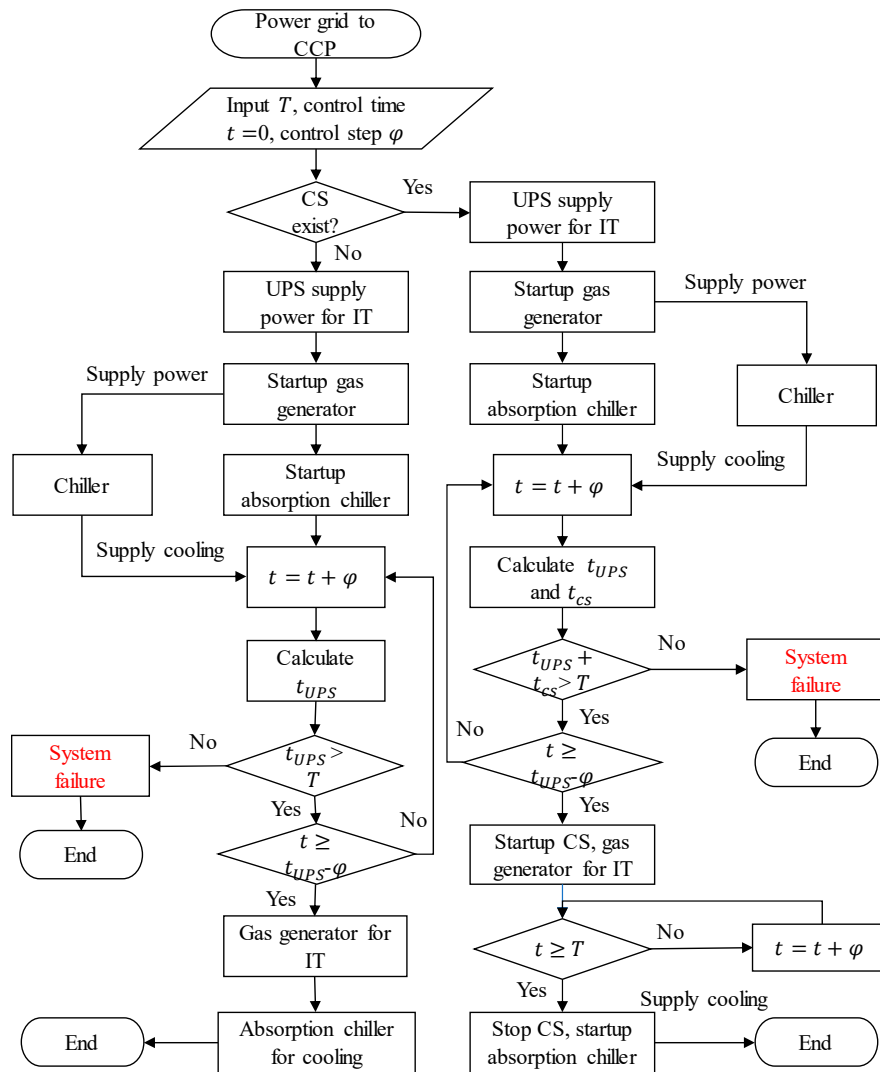 Power grid to
CCP
Input T, control time
t =0, control step φ
CS
exist?
Yes
No
UPS supply
power for IT
UPS supply
power for IT
Startup gas
generator
Supply power
Startup gas
generator
Supply power
Chiller
Startup
absorption chiller
Chiller
Startup
absorption chiller
Supply cooling
t = t + φ
Supply cooling
t = t + φ
Calculate t_UPS
and t_cs
Calculate
t_UPS
t_UPS +
t_cs > T
No
System
failure
Yes
End
t_UPS >
T
No
System
failure
Yes
End
t ≥
t_UPS-φ
Yes
t ≥
t_UPS-φ
No
Yes
Startup CS, gas
generator for IT
Gas generator for
IT
t ≥ T
No
t = t + φ
Yes
Supply cooling
Absorption chiller
for cooling
End
Stop CS, startup
absorption chiller
End